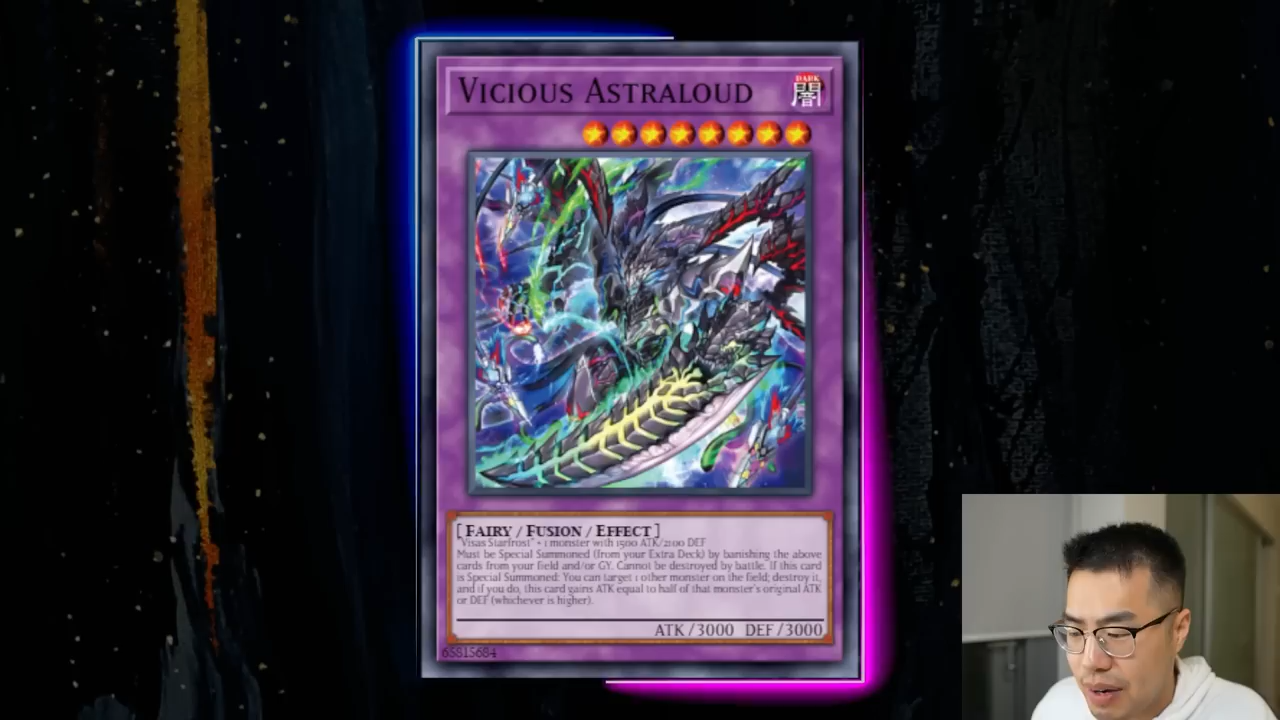 VICIOUS ASTRALOUD
DARK
闇
[ FAIRY / FUSION / EFFECT ]
"Visas Starfrost" + 1 monster with 1500 ATK/2100 DEF
Must be Special Summoned (from your Extra Deck) by banishing the above
cards from your field and/or GY. Cannot be destroyed by battle. If this card
is Special Summoned: You can target 1 other monster on the field; destroy it,
and if you do, this card gains ATK equal to half of that monster's original ATK
or DEF (whichever is higher).
ATK/3000 DEF/3000
65815684